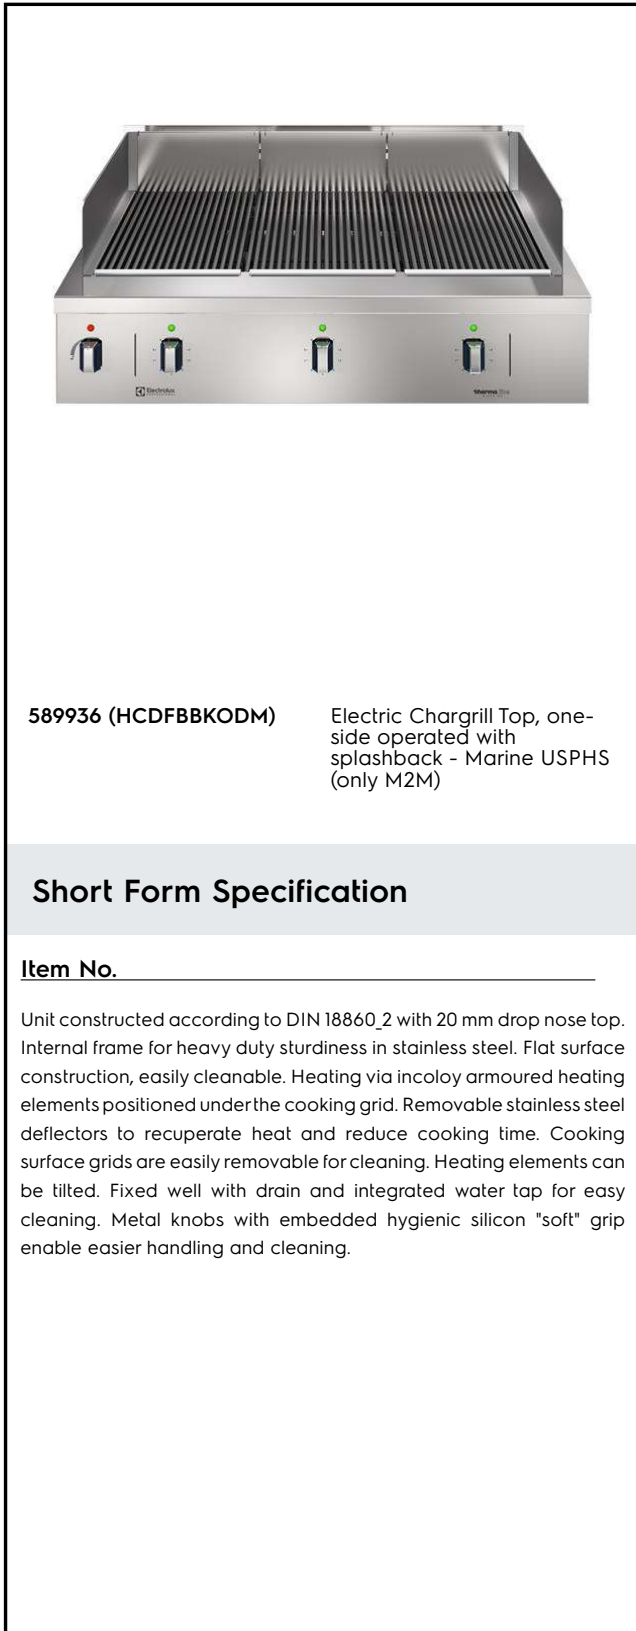 Electrolux
PROFESSIONAL
589936 (HCDFBBKODM)
Electric Chargrill Top, one-
side operated with
splashback - Marine USPHS
(only M2M)
Short Form Specification
Item No.
Unit constructed according to DIN 18860_2 with 20 mm drop nose top.
Internal frame for heavy duty sturdiness in stainless steel. Flat surface
construction, easily cleanable. Heating via incoloy armoured heating
elements positioned under the cooking grid. Removable stainless steel
deflectors to recuperate heat and reduce cooking time. Cooking
surface grids are easily removable for cleaning. Heating elements can
be tilted. Fixed well with drain and integrated water tap for easy
cleaning. Metal knobs with embedded hygienic silicon "soft" grip
enable easier handling and cleaning.